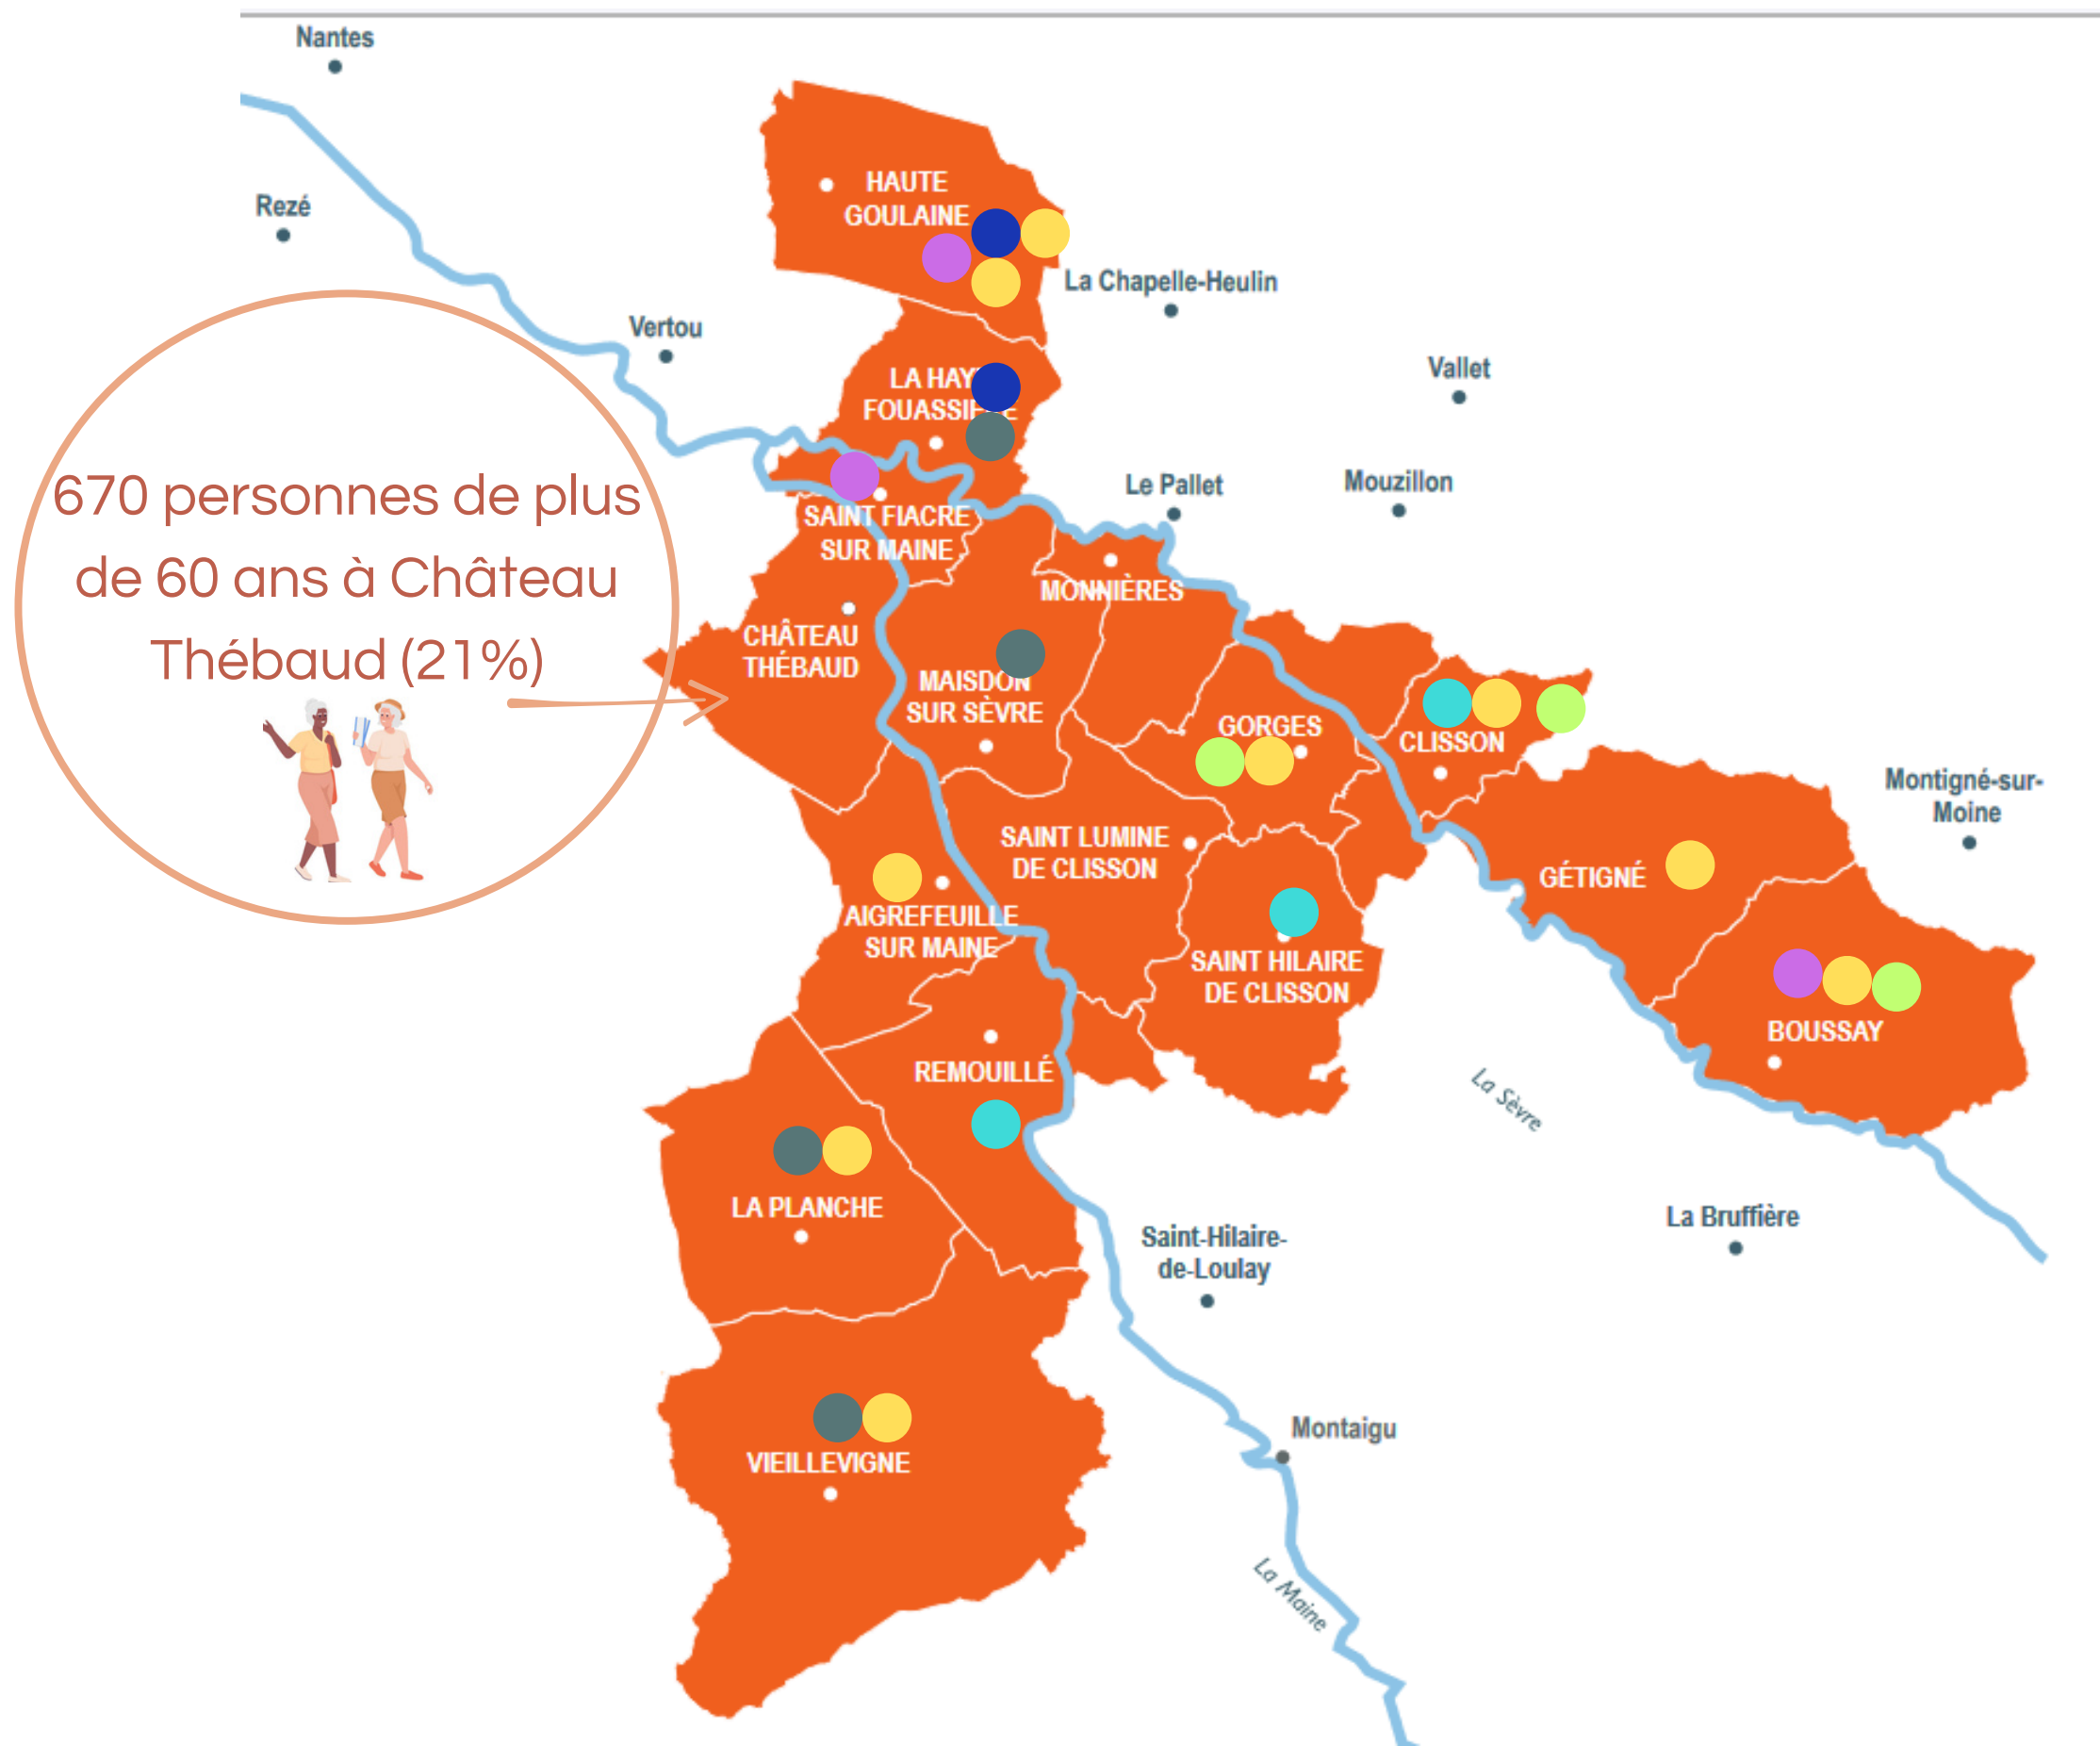 Nantes
Rezé
HAUTE
GOULAINE
La Chapelle-Heulin
Vertou
Vallet
LA HAY
FOUASSI E
Le Pallet
Mouzillon
670 personnes de plus
de 60 ans à Château
Thébaud (21%)
SAINT FIACRE
SUR MAINE
MONNIÈRES
CHÂTEAU
THÉBAUD
MAISDON
SUR SÈVRE
GORGES
CLISSON
Montigné-sur-
Moine
SAINT LUMINE
DE CLISSON
GÉTIGNÉ
AIGREFEUILLE
SUR MAINE
SAINT HILAIRE
DE CLISSON
BOUSSAY
REMOUILLÉ
La Sèvre
LA PLANCHE
La Bruffière
Saint-Hilaire-
de-Loulay
Montaigu
VIEILLEVIGNE
La Maine